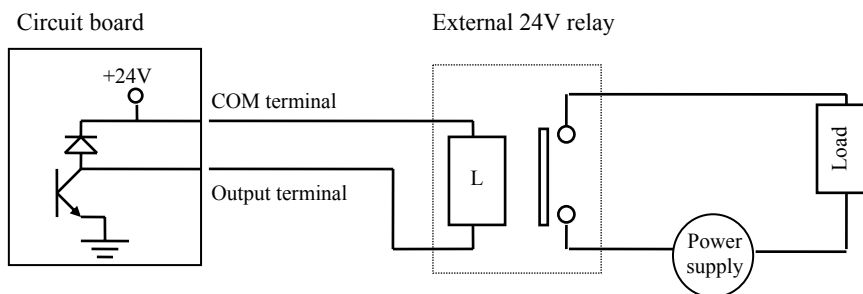 Circuit board
External 24V relay
+24V
COM terminal
L
Load
Output terminal
Power
supply